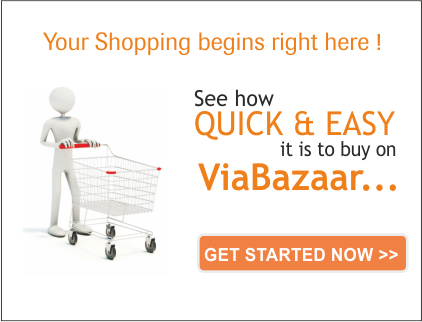 Your Shopping begins right here !
See how
QUICK & EASY
it is to buy on
ViaBazaar...
GET STARTED NOW >>